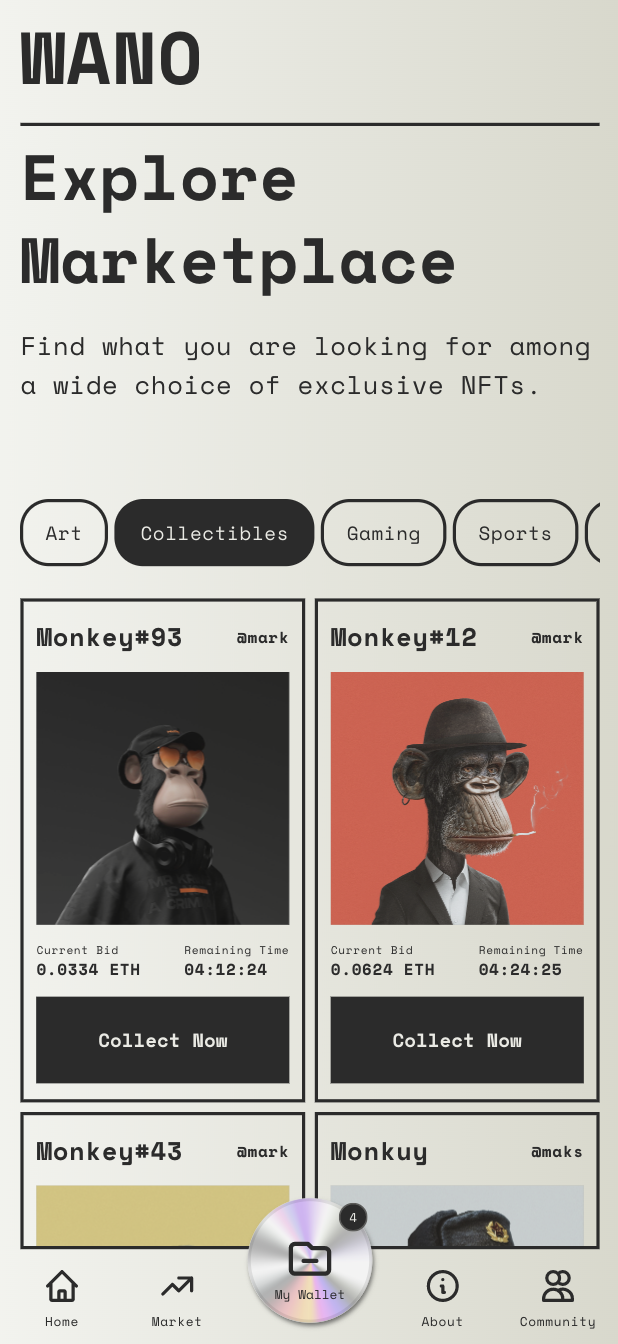 WANO
Explore
Marketplace
Find what you are looking for among
a wide choice of exclusive NFTs.
Art
Collectibles
Gaming
Sports
Monkey#93
@mark
Current Bid
0.0334 ETH
Remaining Time
04:12:24
Collect Now
Monkey#12
@mark
Current Bid
0.0624 ETH
Remaining Time
04:24:25
Collect Now
Monkey#43
@mark
Monkuy
@maks
Home
Market
4
My Wallet
About
Community